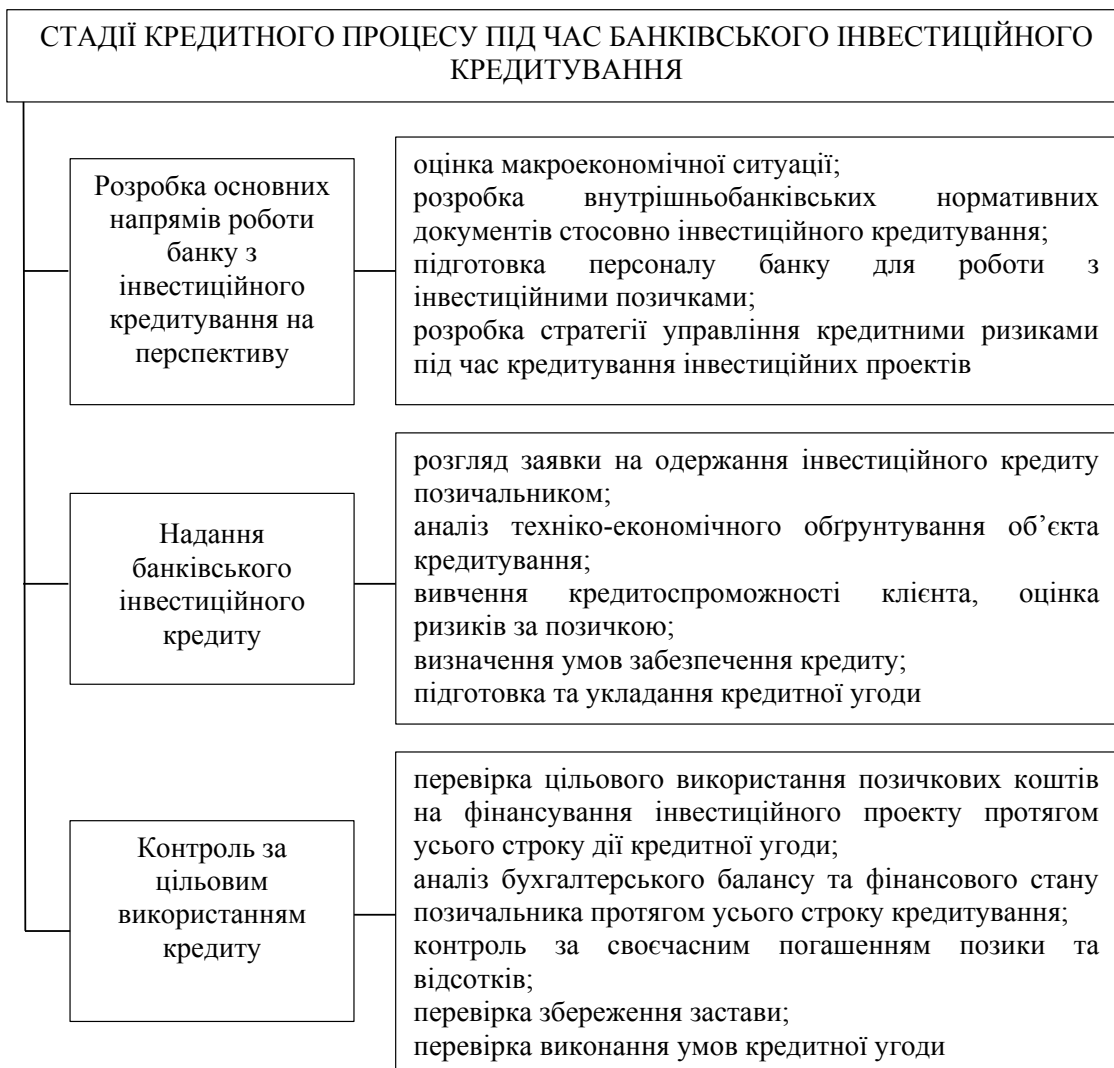 СТАДІЇ КРЕДИТНОГО ПРОЦЕСУ ПІД ЧАС БАНКІВСЬКОГО ІНВЕСТИЦІЙНОГО
КРЕДИТУВАННЯ
Розробка основних
напрямів роботи
банку з
інвестиційного
кредитування на
перспективу
оцінка макроекономічної ситуації;
розробка внутрішньобанківських нормативних
документів стосовно інвестиційного кредитування;
підготовка персоналу банку для роботи з
інвестиційними позичками;
розробка стратегії управління кредитними ризиками
під час кредитування інвестиційних проектів
Надання
банківського
інвестиційного
кредиту
розгляд заявки на одержання інвестиційного кредиту
позичальником;
аналіз техніко-економічного обґрунтування об’єкта
кредитування;
вивчення кредитоспроможності клієнта, оцінка
ризиків за позичкою;
визначення умов забезпечення кредиту;
підготовка та укладання кредитної угоди
Контроль за
цільовим
використанням
кредиту
перевірка цільового використання позичкових коштів
на фінансування інвестиційного проекту протягом
усього строку дії кредитної угоди;
аналіз бухгалтерського балансу та фінансового стану
позичальника протягом усього строку кредитування;
контроль за своєчасним погашенням позики та
відсотків;
перевірка збереження застави;
перевірка виконання умов кредитної угоди